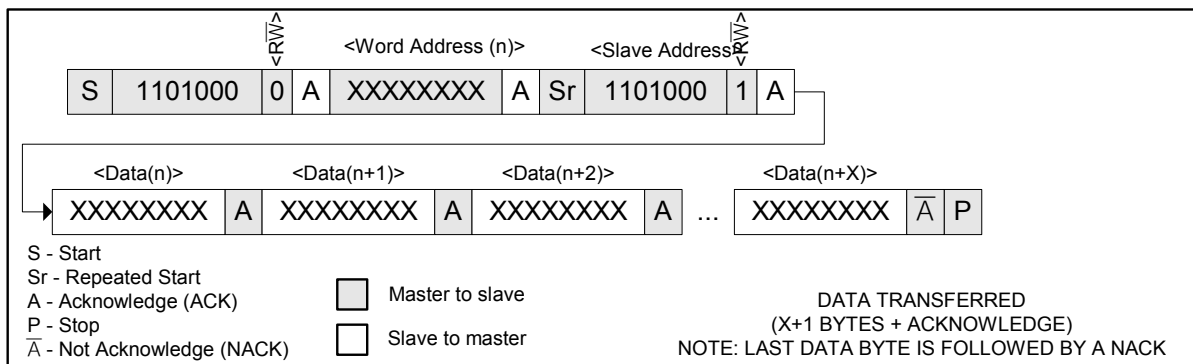 <RW̅> <Word Address (n)> <Slave Address> <RW̅>
S 1101000 0 A XXXXXXXX A Sr 1101000 1 A
<Data(n)> <Data(n+1)> <Data(n+2)> <Data(n+X)>
XXXXXXXX A XXXXXXXX A XXXXXXXX A ... XXXXXXXX A̅ P
S - Start
Sr - Repeated Start
A - Acknowledge (ACK)
P - Stop
A̅ - Not Acknowledge (NACK)
Master to slave
Slave to master
DATA TRANSFERRED
(X+1 BYTES + ACKNOWLEDGE)
NOTE: LAST DATA BYTE IS FOLLOWED BY A NACK